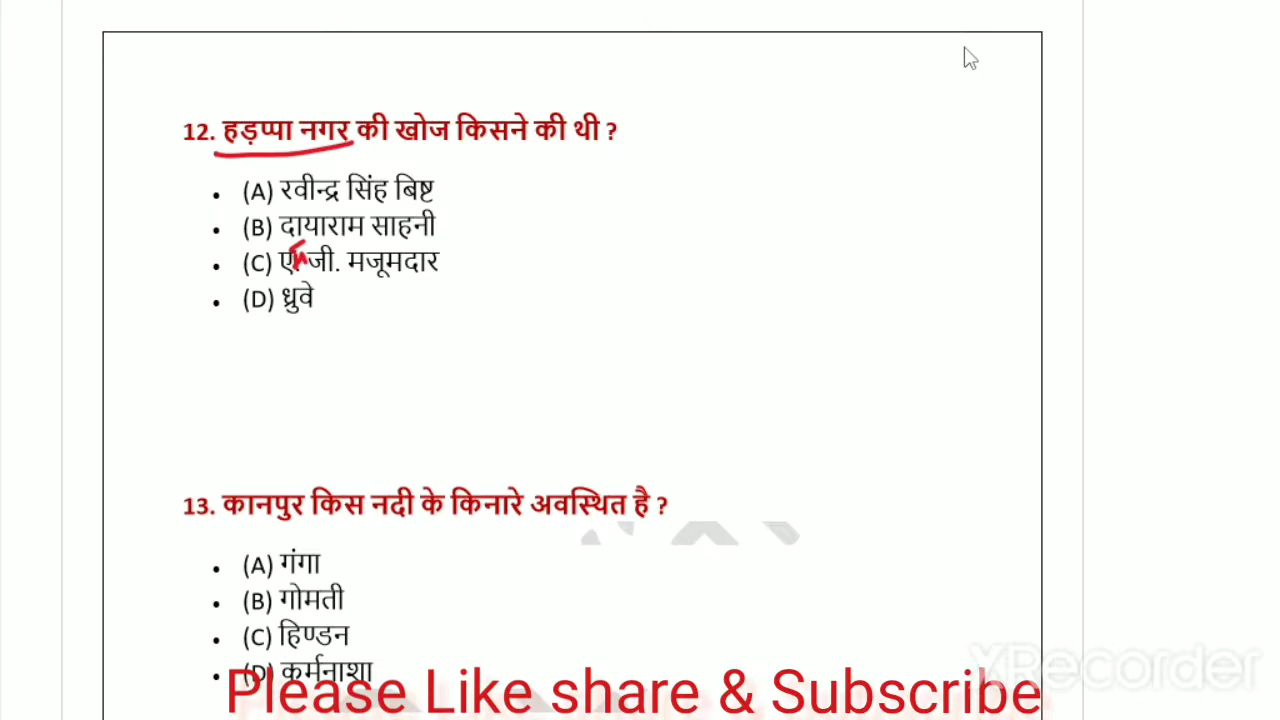 12. हड़प्पा नगर की खोज किसने की थी ?
• (A) रवीन्द्र सिंह बिष्ट
• (B) दायाराम साहनी
• (C) जी. मजूमदार
• (D) ध्रुवे
13. कानपुर किस नदी के किनारे अवस्थित है ?
• (A) गंगा
• (B) गोमती
• (C) हिण्डन
• (D) कर्मनाशा
Please Like share & Subscribe
XRecorder